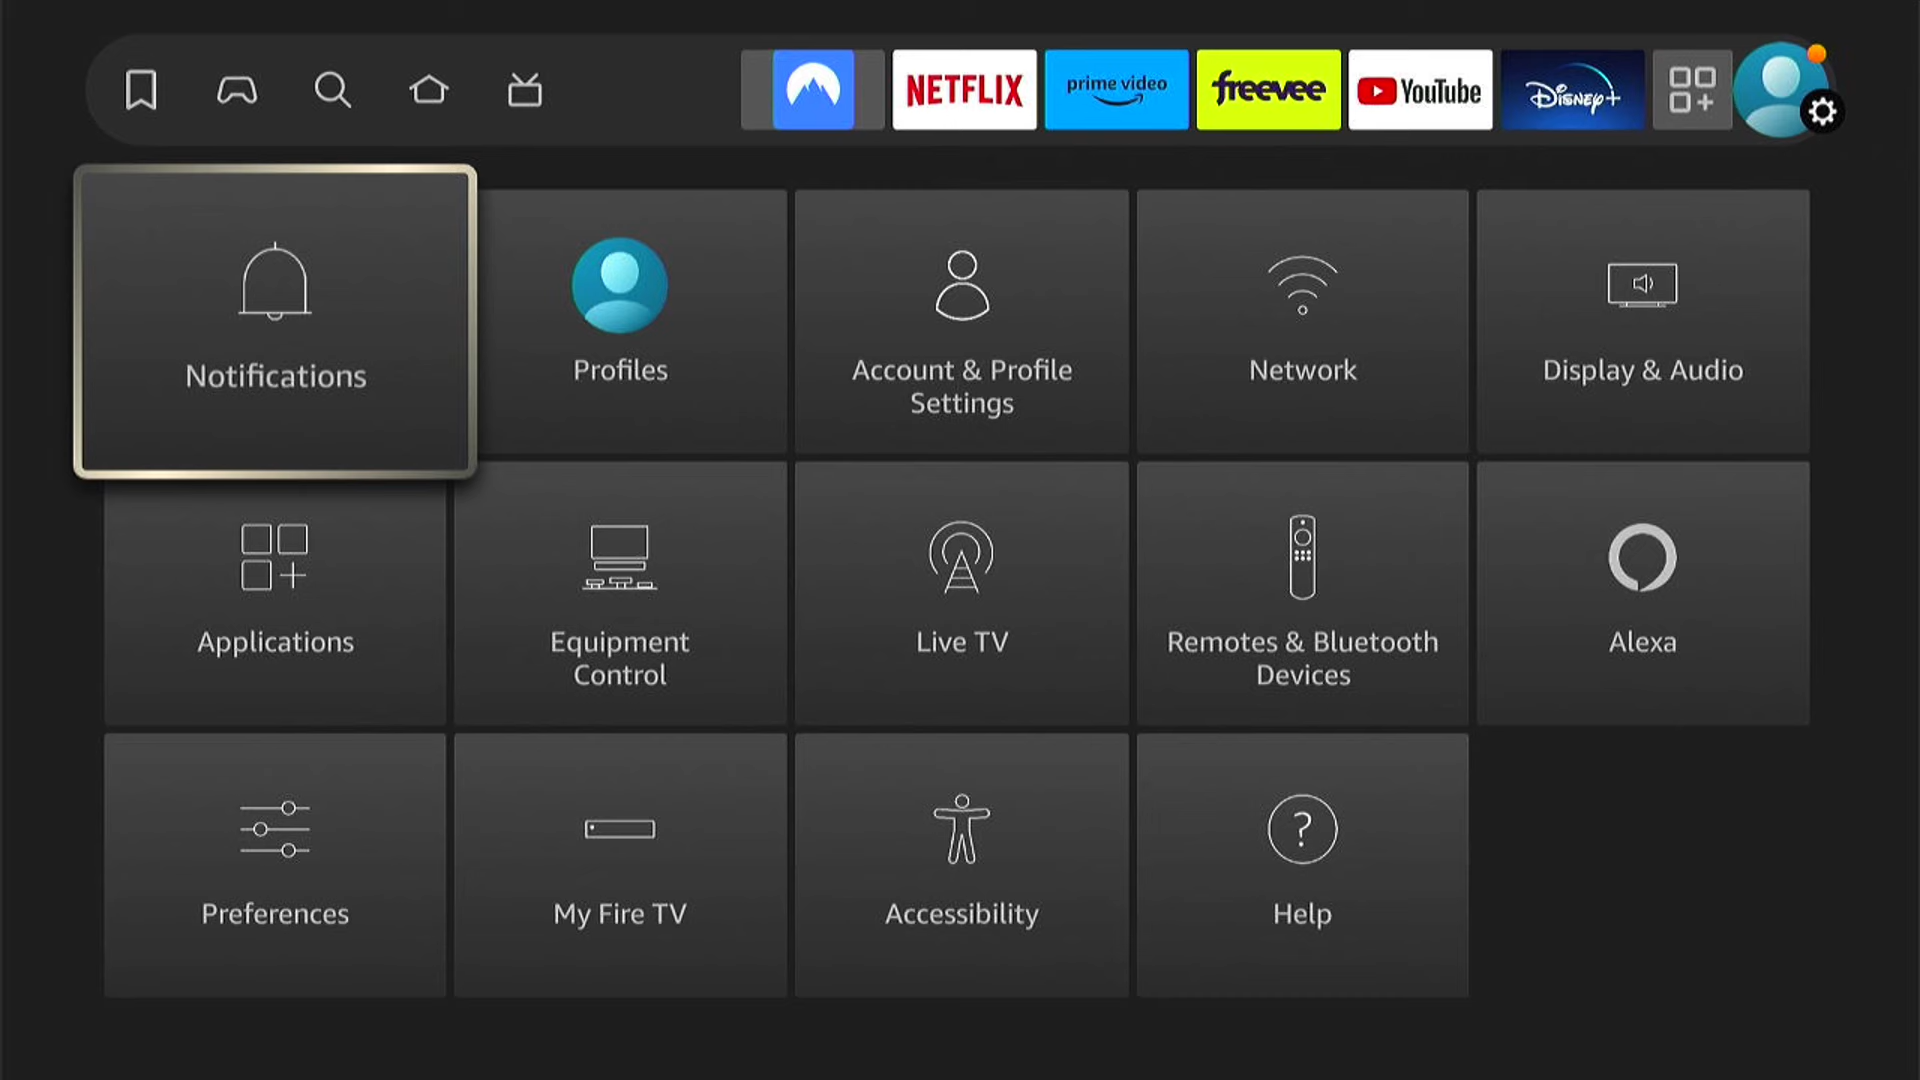 NETFLIX
prime video
freevee
YouTube
Disney+
Notifications
Profiles
Account & Profile
Settings
Network
Display & Audio
Applications
Equipment
Control
Live TV
Remotes & Bluetooth
Devices
Alexa
Preferences
My Fire TV
Accessibility
?
Help